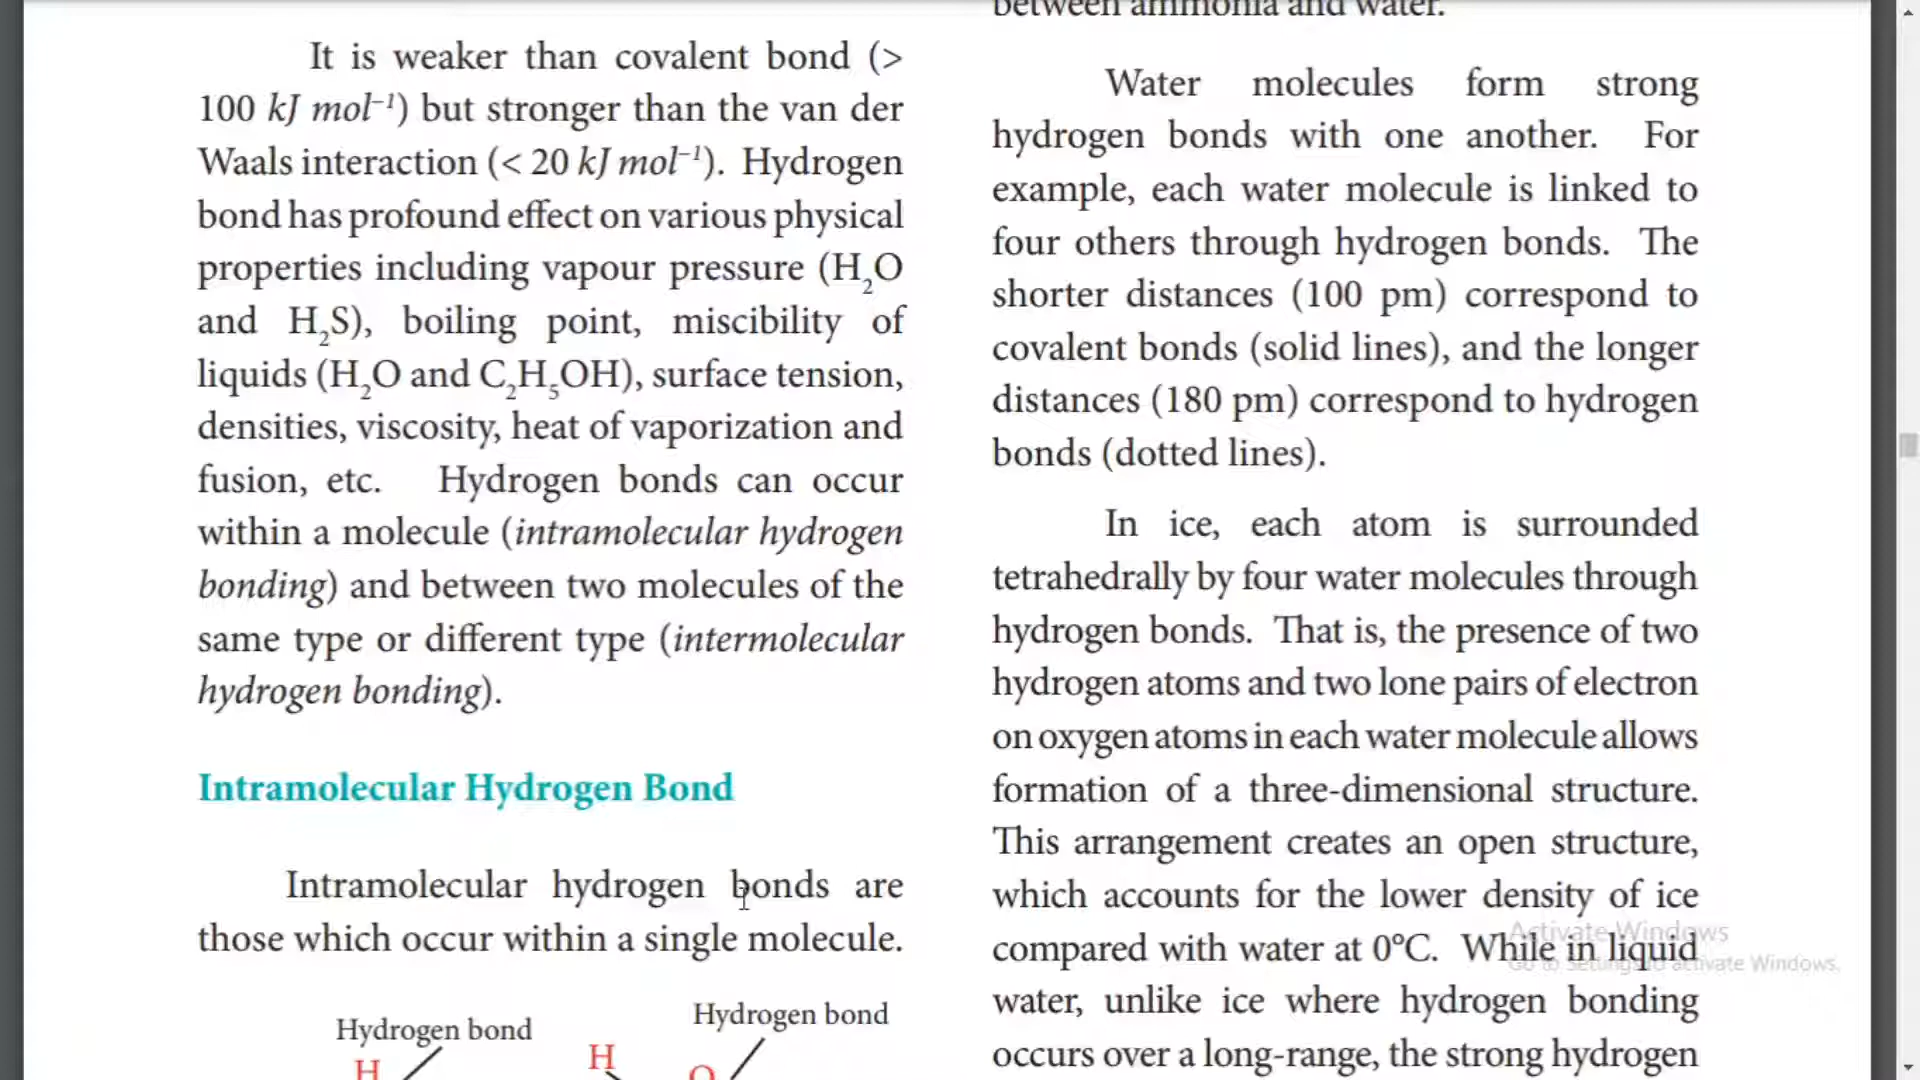 It is weaker than covalent bond (>
100 kJ mol⁻¹) but stronger than the van der
Waals interaction (< 20 kJ mol⁻¹). Hydrogen
bond has profound effect on various physical
properties including vapour pressure (H₂O
and H₂S), boiling point, miscibility of
liquids (H₂O and C₂H₅OH), surface tension,
densities, viscosity, heat of vaporization and
fusion, etc. Hydrogen bonds can occur
within a molecule (intramolecular hydrogen
bonding) and between two molecules of the
same type or different type (intermolecular
hydrogen bonding).
Intramolecular Hydrogen Bond
Intramolecular hydrogen bonds are
those which occur within a single molecule.
Hydrogen bond
Hydrogen bond
H
H
O
between ammonia and water.
Water molecules form strong
hydrogen bonds with one another. For
example, each water molecule is linked to
four others through hydrogen bonds. The
shorter distances (100 pm) correspond to
covalent bonds (solid lines), and the longer
distances (180 pm) correspond to hydrogen
bonds (dotted lines).
In ice, each atom is surrounded
tetrahedrally by four water molecules through
hydrogen bonds. That is, the presence of two
hydrogen atoms and two lone pairs of electron
on oxygen atoms in each water molecule allows
formation of a three-dimensional structure.
This arrangement creates an open structure,
which accounts for the lower density of ice
compared with water at 0°C. While in liquid
water, unlike ice where hydrogen bonding
occurs over a long-range, the strong hydrogen
Activate Windows
Go to Settings to activate Windows.